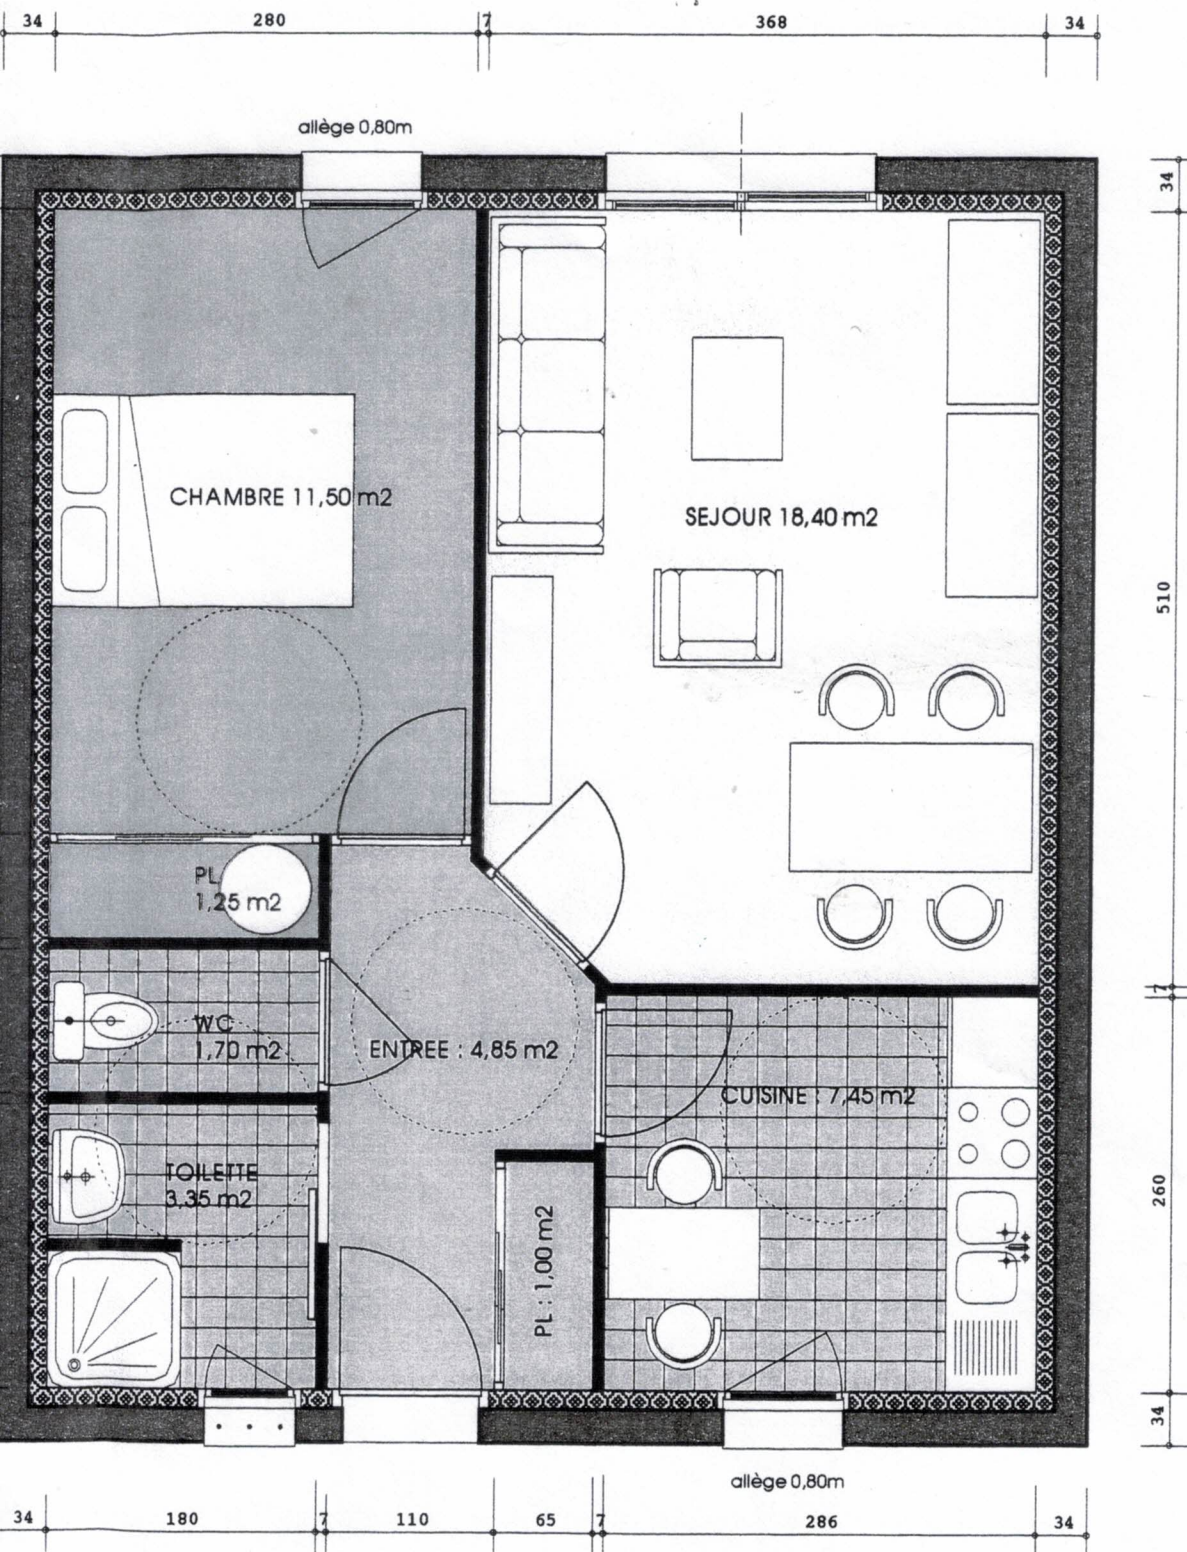 34 280 7 368 34
allège 0,80m
34
CHAMBRE 11,50 m2
SEJOUR 18,40 m2
510
PL
1,25 m2
7
WC
1,70 m2
ENTREE : 4,85 m2
CUISINE : 7,45 m2
TOILETTE
3,35 m2
PL : 1,00 m2
260
34
allège 0,80m
34 180 7 110 65 7 286 34